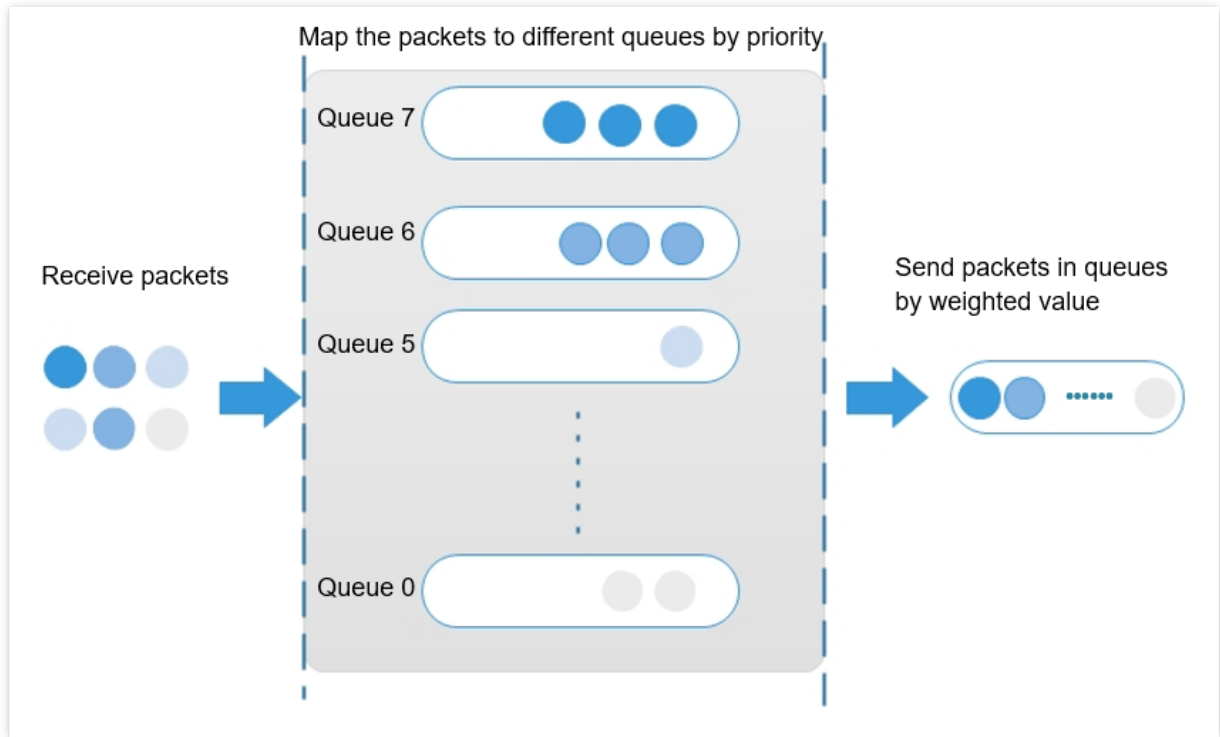 Map the packets to different queues by priority
Queue 7
Queue 6
Receive packets
Queue 5
Send packets in queues
by weighted value
Queue 0